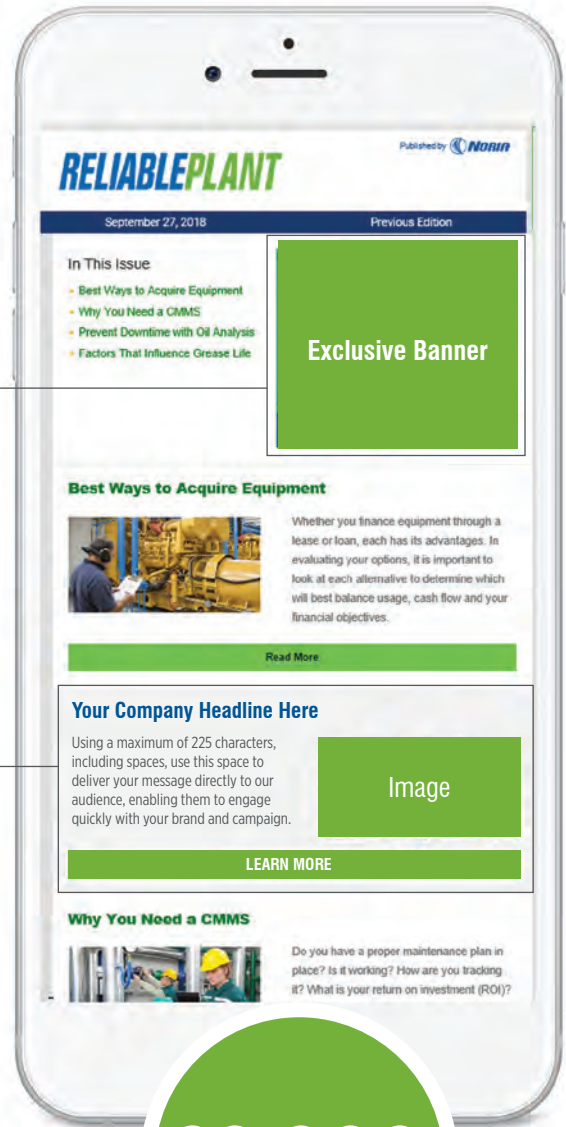 RELIABLEPLANT
Published by NORIA
September 27, 2018
Previous Edition
In This Issue
• Best Ways to Acquire Equipment
• Why You Need a CMMS
• Prevent Downtime with Oil Analysis
• Factors That Influence Grease Life
Exclusive Banner
Best Ways to Acquire Equipment
Whether you finance equipment through a
lease or loan, each has its advantages. In
evaluating your options, it is important to
look at each alternative to determine which
will best balance usage, cash flow and your
financial objectives.
Read More
Your Company Headline Here
Using a maximum of 225 characters,
including spaces, use this space to
deliver your message directly to our
audience, enabling them to engage
quickly with your brand and campaign.
Image
LEARN MORE
Why You Need a CMMS
Do you have a proper maintenance plan in
place? Is it working? How are you tracking
it? What is your return on investment (ROI)?